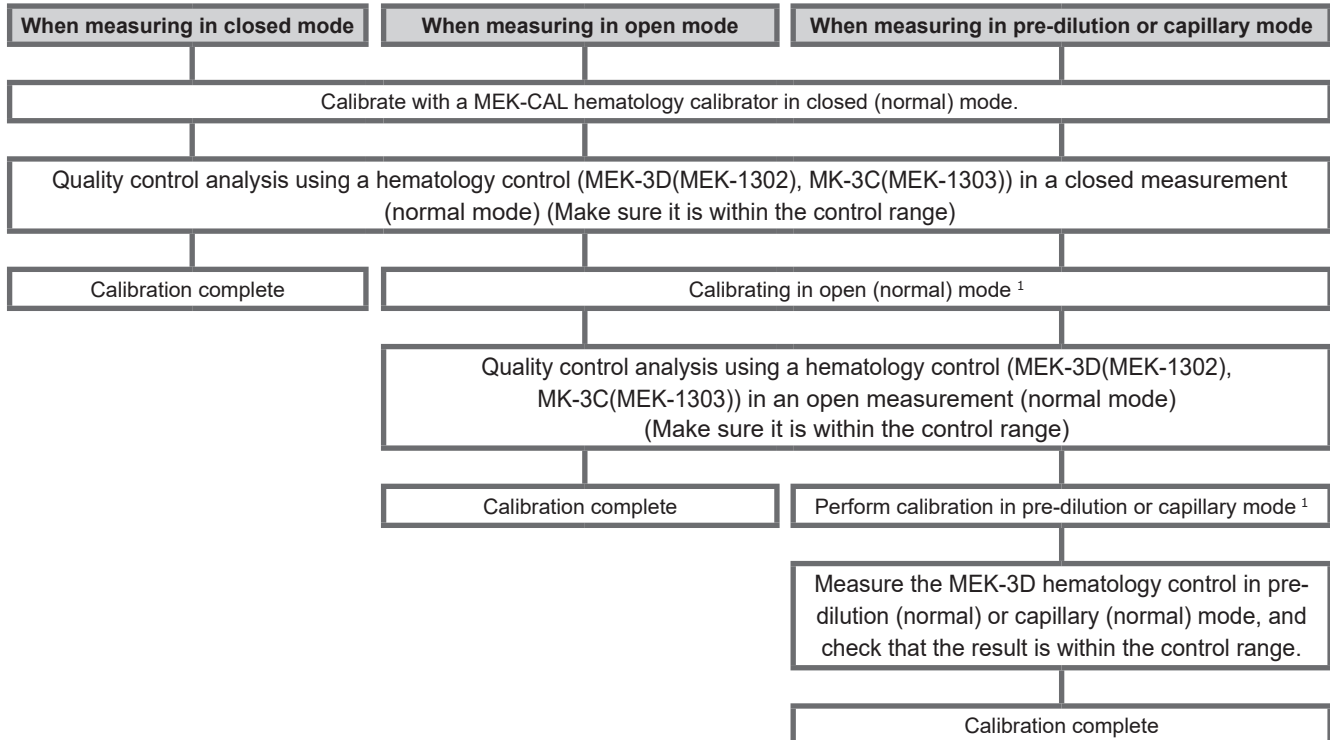 When measuring in closed mode
When measuring in open mode
When measuring in pre-dilution or capillary mode
Calibrate with a MEK-CAL hematology calibrator in closed (normal) mode.
Quality control analysis using a hematology control (MEK-3D(MEK-1302), MK-3C(MEK-1303)) in a closed measurement
(normal mode) (Make sure it is within the control range)
Calibration complete
Calibrating in open (normal) mode ¹
Quality control analysis using a hematology control (MEK-3D(MEK-1302),
MK-3C(MEK-1303)) in an open measurement (normal mode)
(Make sure it is within the control range)
Calibration complete
Perform calibration in pre-dilution or capillary mode ¹
Measure the MEK-3D hematology control in pre-
dilution (normal) or capillary (normal) mode, and
check that the result is within the control range.
Calibration complete